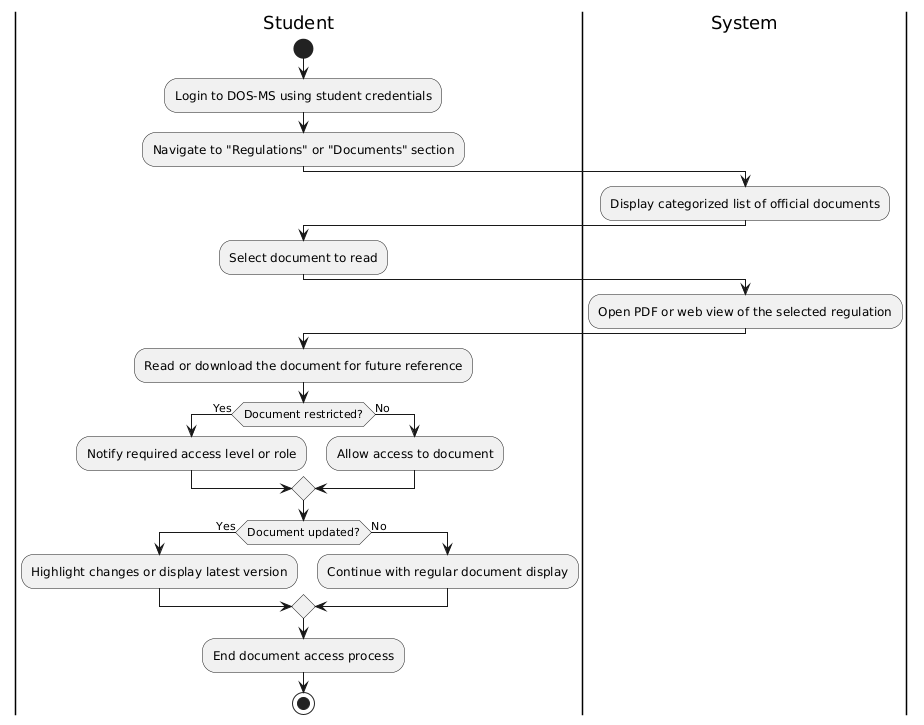 Student
System
Login to DOS-MS using student credentials
Navigate to "Regulations" or "Documents" section
Display categorized list of official documents
Select document to read
Open PDF or web view of the selected regulation
Read or download the document for future reference
Yes
Document restricted?
No
Notify required access level or role
Allow access to document
Yes
Document updated?
No
Highlight changes or display latest version
Continue with regular document display
End document access process